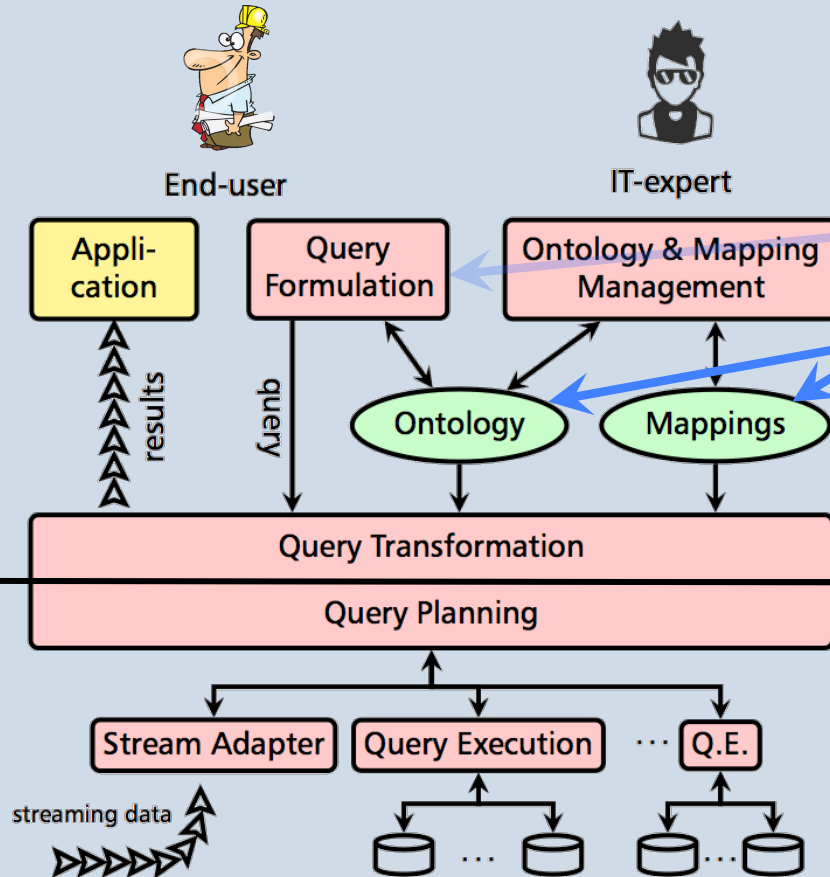 End-user
IT-expert
Appli-
cation
Query
Formulation
Ontology & Mapping
Management
results
query
Ontology
Mappings
Query Transformation
Query Planning
Stream Adapter
Query Execution
...
Q.E.
streaming data
...
...